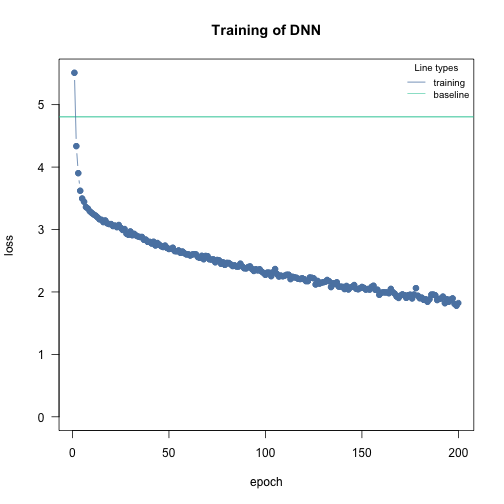 Training of DNN
Line types
training
baseline
5
4
3
2
1
0
loss
0 50 100 150 200
epoch